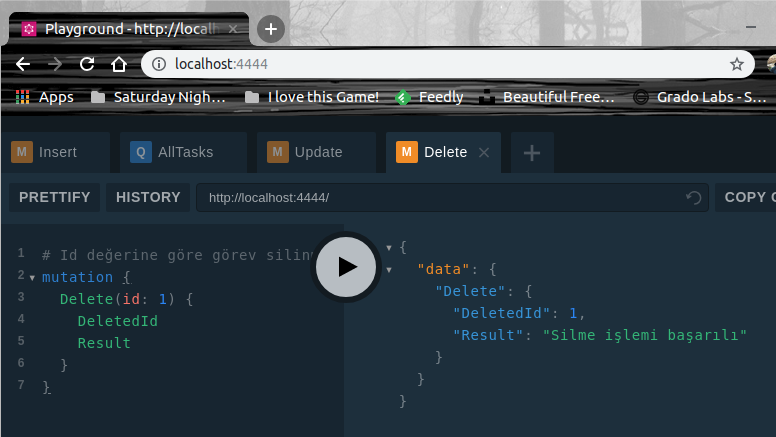 Playground - http://locall
localhost:4444
Apps Saturday Nigh… I love this Game! Feedly Beautiful Free… Grado Labs - S…
M Insert Q AllTasks M Update M Delete
PRETTIFY HISTORY http://localhost:4444/ COPY C
1 # Id değerine göre görev silin
2 mutation {
3 Delete(id: 1) {
4 DeletedId
5 Result
6 }
7 }
{
"data": {
"Delete": {
"DeletedId": 1,
"Result": "Silme işlemi başarılı"
}
}
}